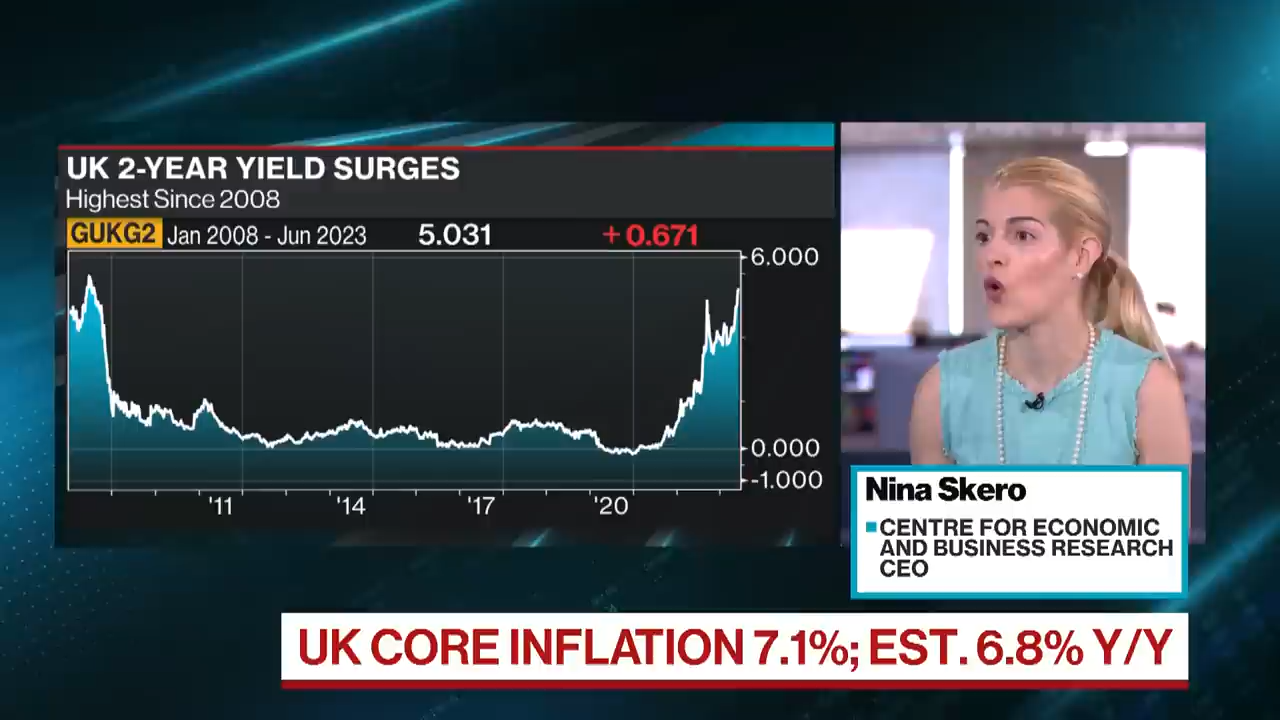 UK 2-YEAR YIELD SURGES
Highest Since 2008
GUKG2 Jan 2008 - Jun 2023 5.031 +0.671
6.000
0.000
-1.000
'11 '14 '17 '20
Nina Skero
CENTRE FOR ECONOMIC
AND BUSINESS RESEARCH
CEO
UK CORE INFLATION 7.1%; EST. 6.8% Y/Y